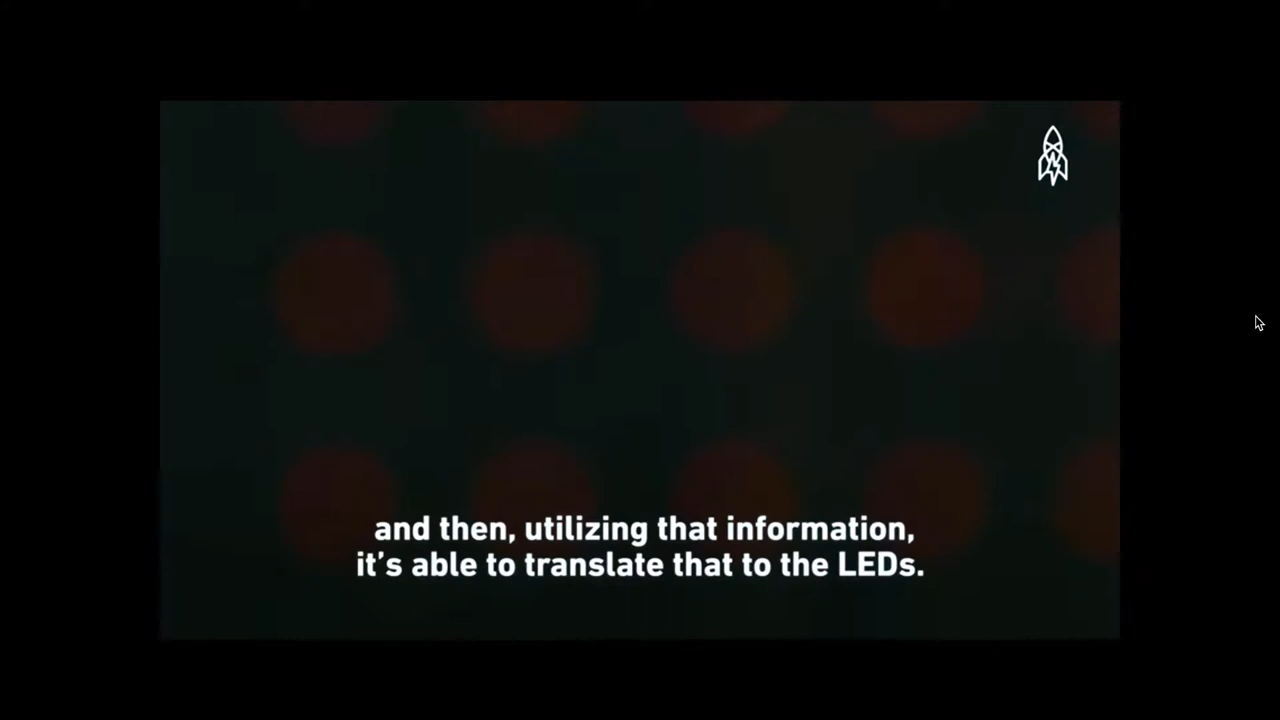 and then, utilizing that information,
it's able to translate that to the LEDs.